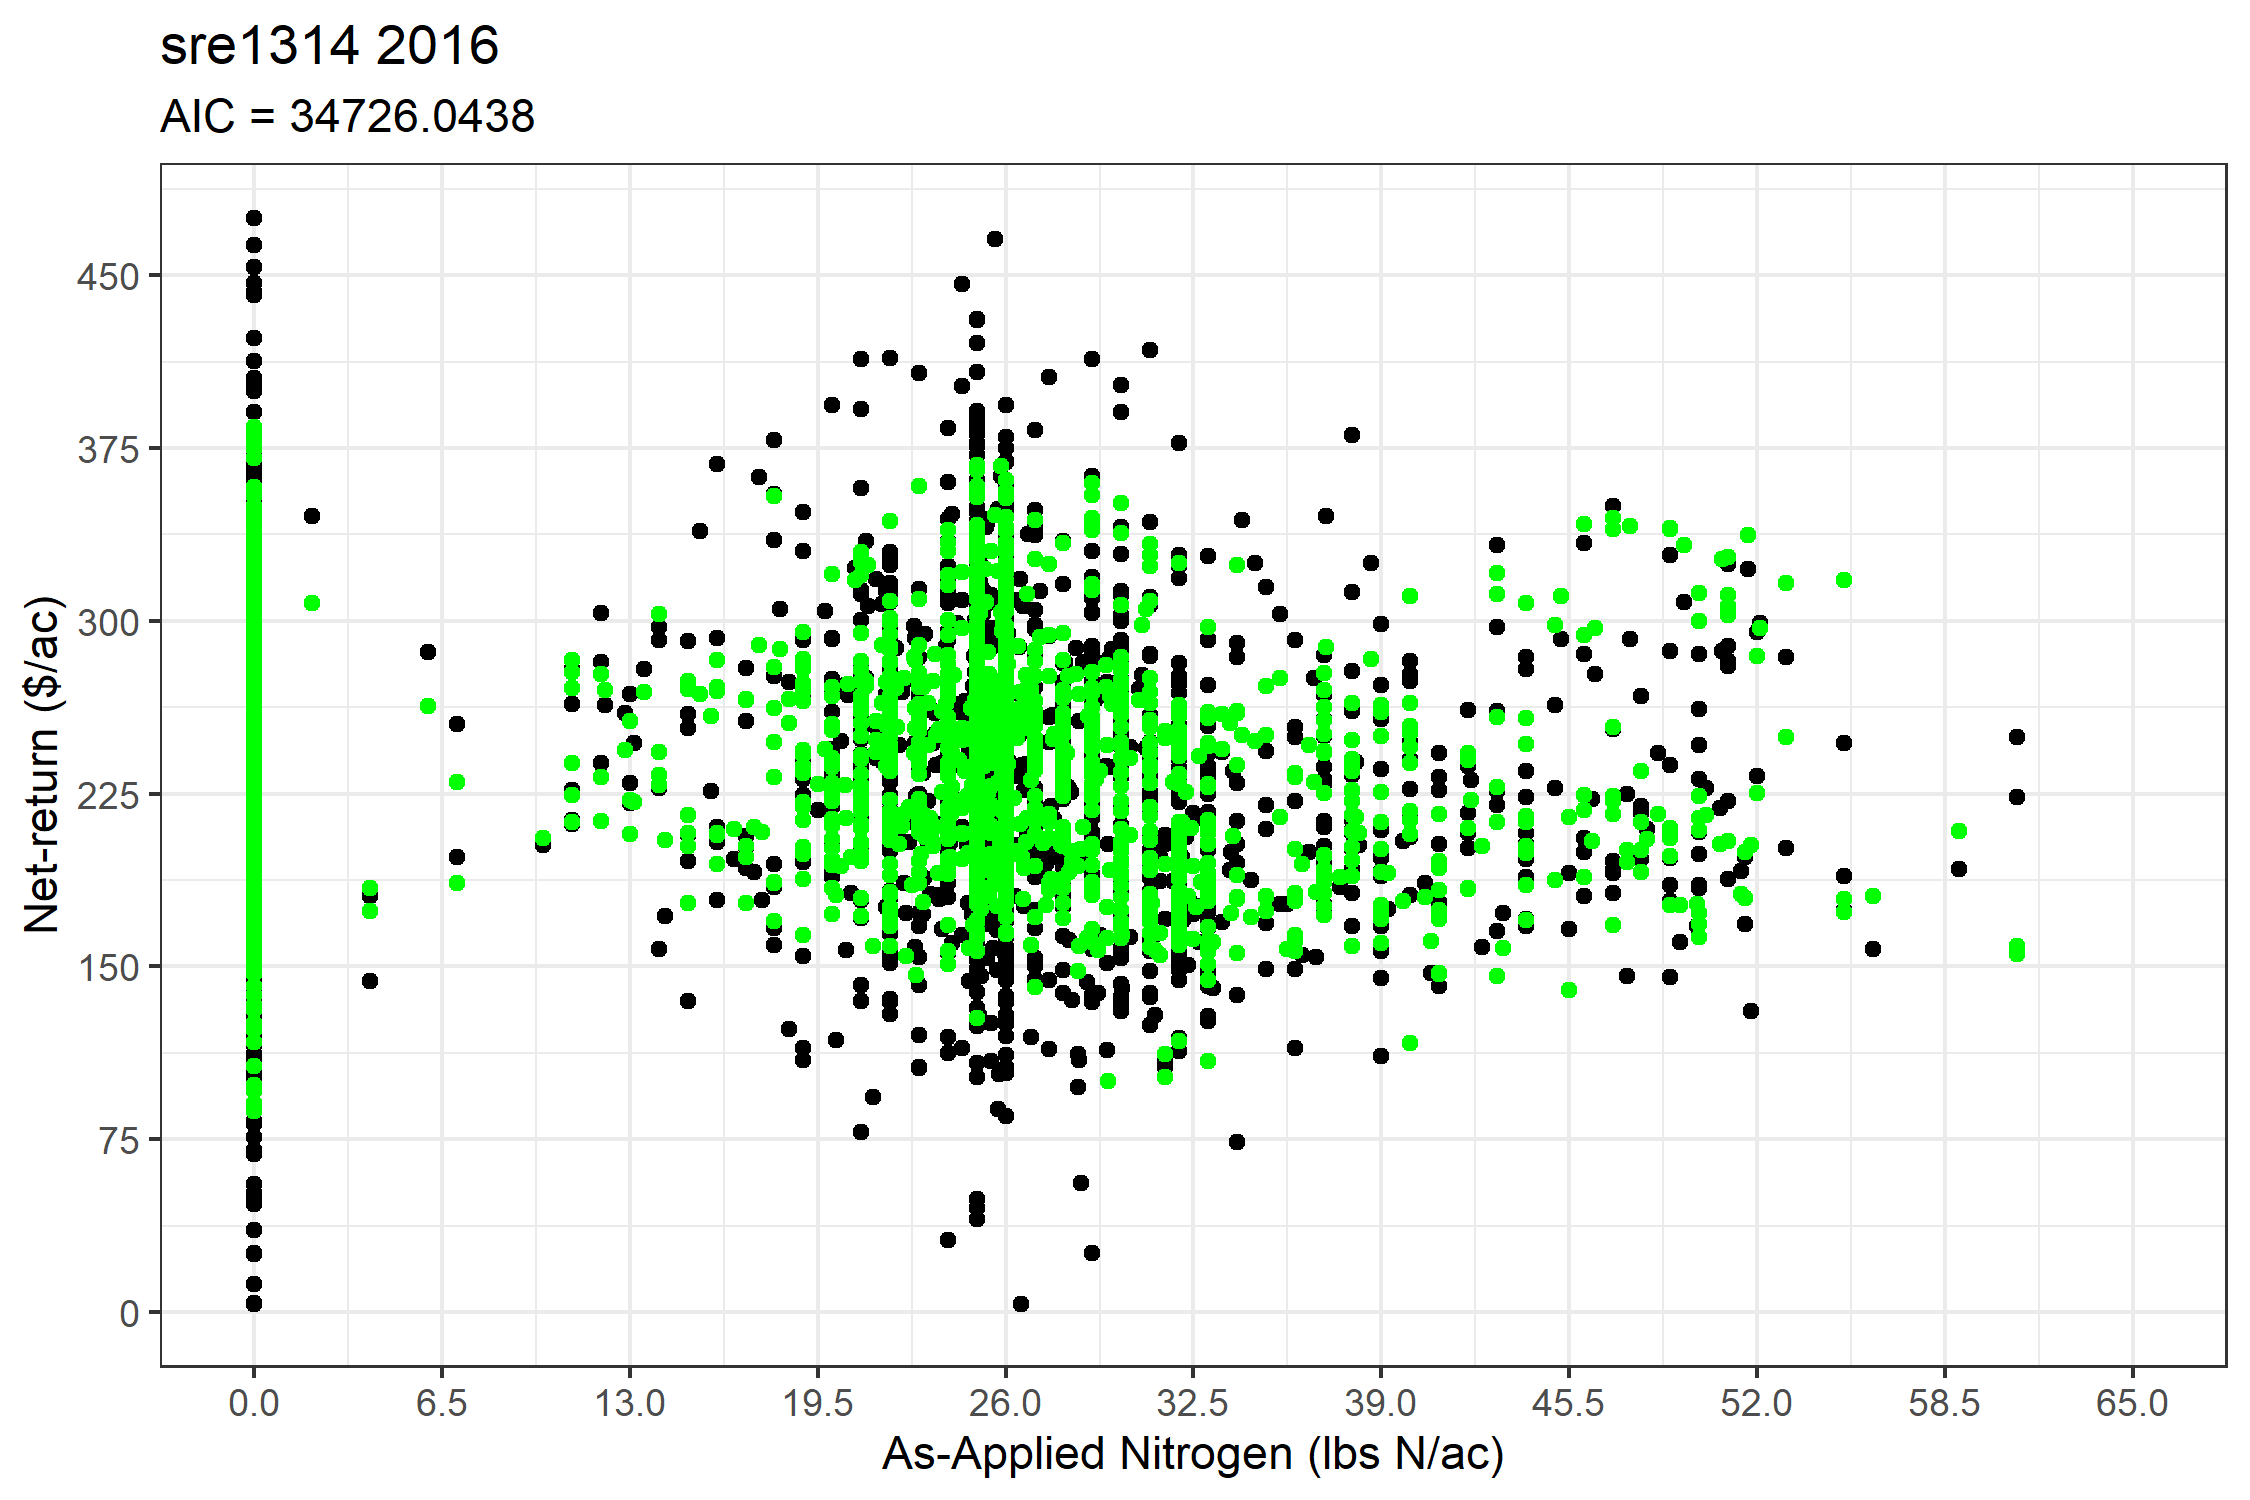 sre1314 2016
AIC = 34726.0438
Net-return ($/ac)
450
375
300
225
150
75
0
0.0 6.5 13.0 19.5 26.0 32.5 39.0 45.5 52.0 58.5 65.0
As-Applied Nitrogen (lbs N/ac)